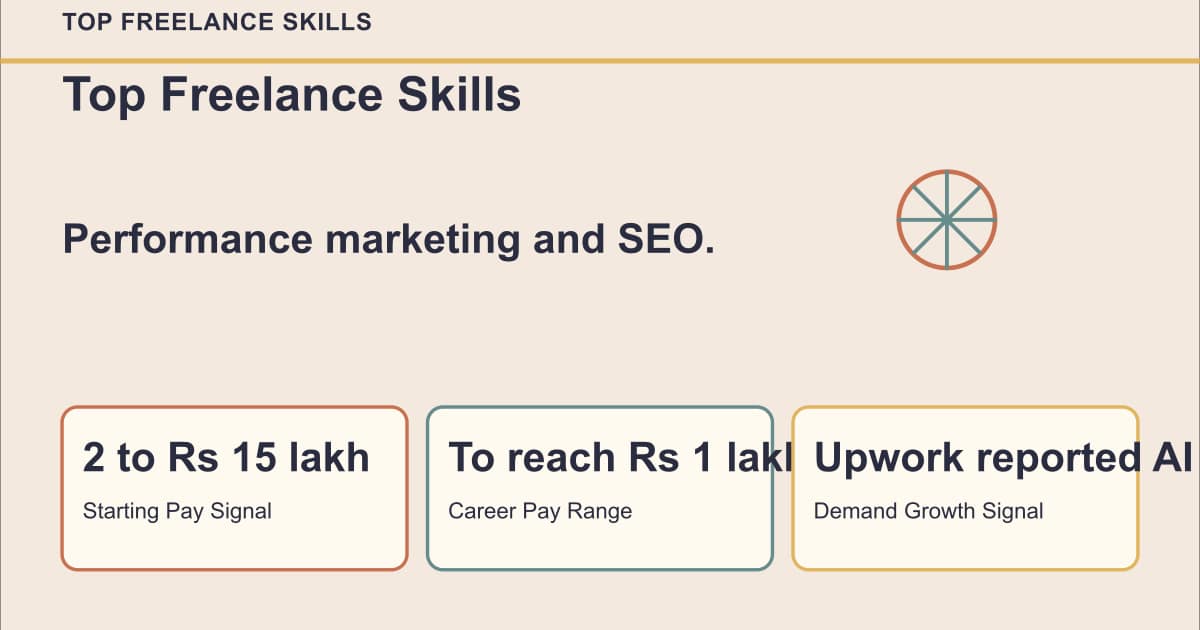 TOP FREELANCE SKILLS
Top Freelance Skills
Performance marketing and SEO.
2 to Rs 15 lakh
Starting Pay Signal
To reach Rs 1
Career Pay Range
Upwork reported AI
Demand Growth Signal